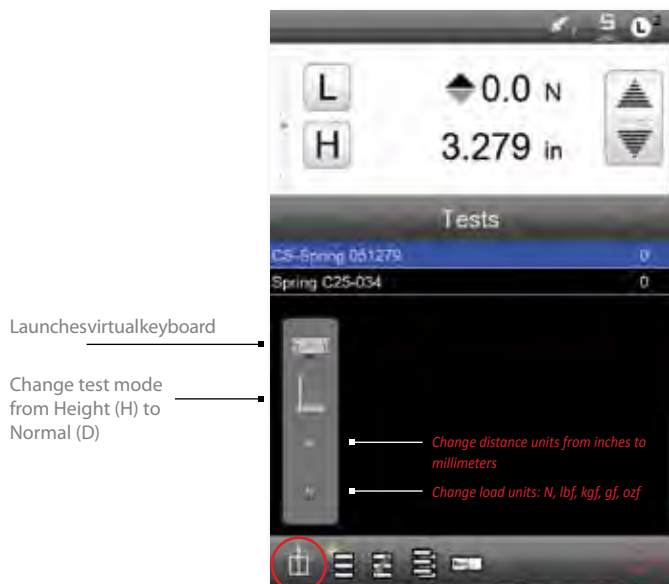 L 0.0 N
H 3.279 in
Tests
CS-Spring 051279 0
Spring C25-034 0
Launchesvirtualkeyboard
Change test mode
from Height (H) to
Normal (D)
Change distance units from inches to
millimeters
Change load units: N, lbf, kgf, gf, ozf